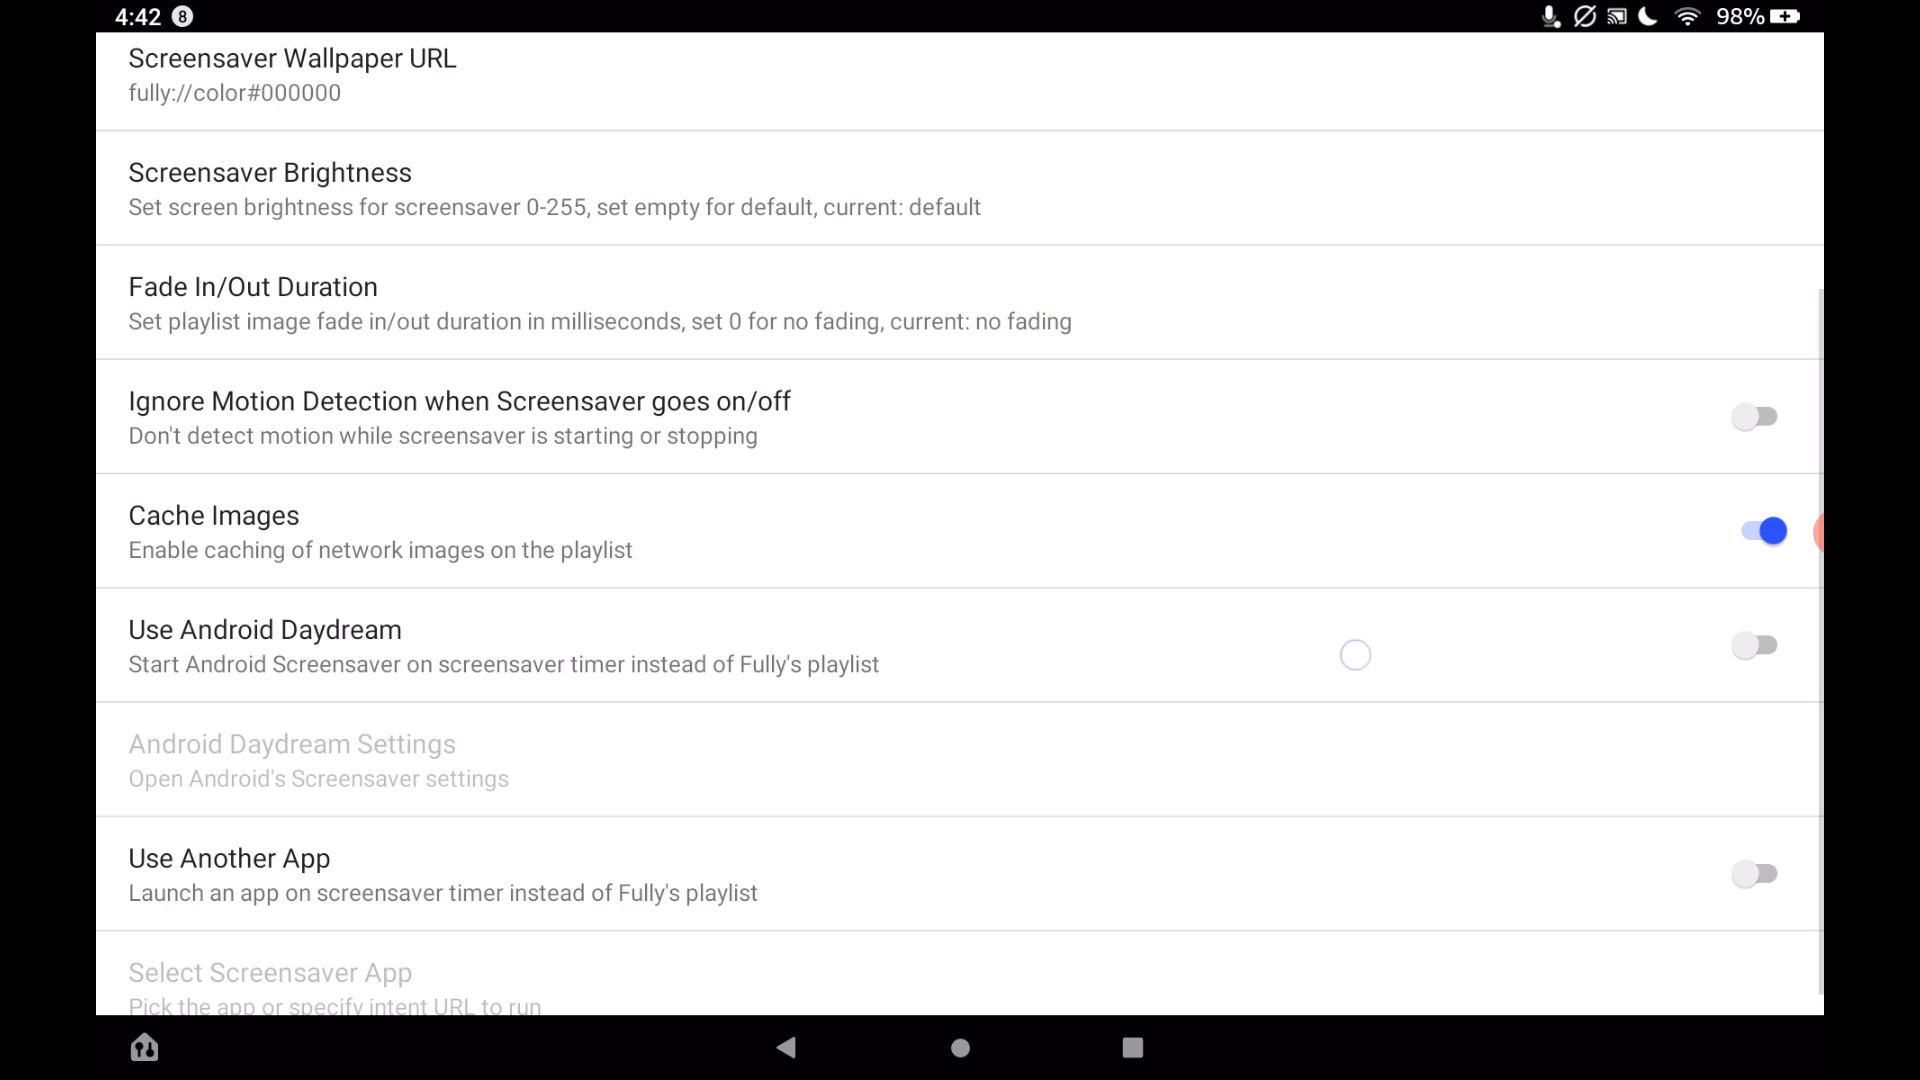 4:42 8 98%
Screensaver Wallpaper URL
fully://color#000000
Screensaver Brightness
Set screen brightness for screensaver 0-255, set empty for default, current: default
Fade In/Out Duration
Set playlist image fade in/out duration in milliseconds, set 0 for no fading, current: no fading
Ignore Motion Detection when Screensaver goes on/off
Don't detect motion while screensaver is starting or stopping
Cache Images
Enable caching of network images on the playlist
Use Android Daydream
Start Android Screensaver on screensaver timer instead of Fully's playlist
Android Daydream Settings
Open Android's Screensaver settings
Use Another App
Launch an app on screensaver timer instead of Fully's playlist
Select Screensaver App
Pick the app or specify intent URL to run